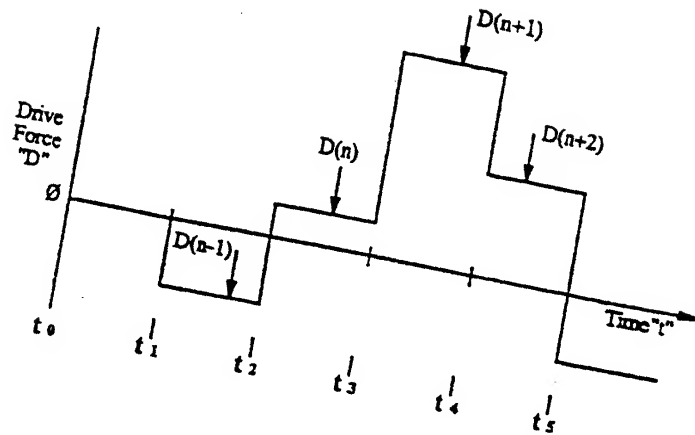 D(n+1)
Drive
Force
"D"
D(n)
D(n+2)
Ø
D(n-1)
Time "t"
t0
t1
t2
t3
t4
t5